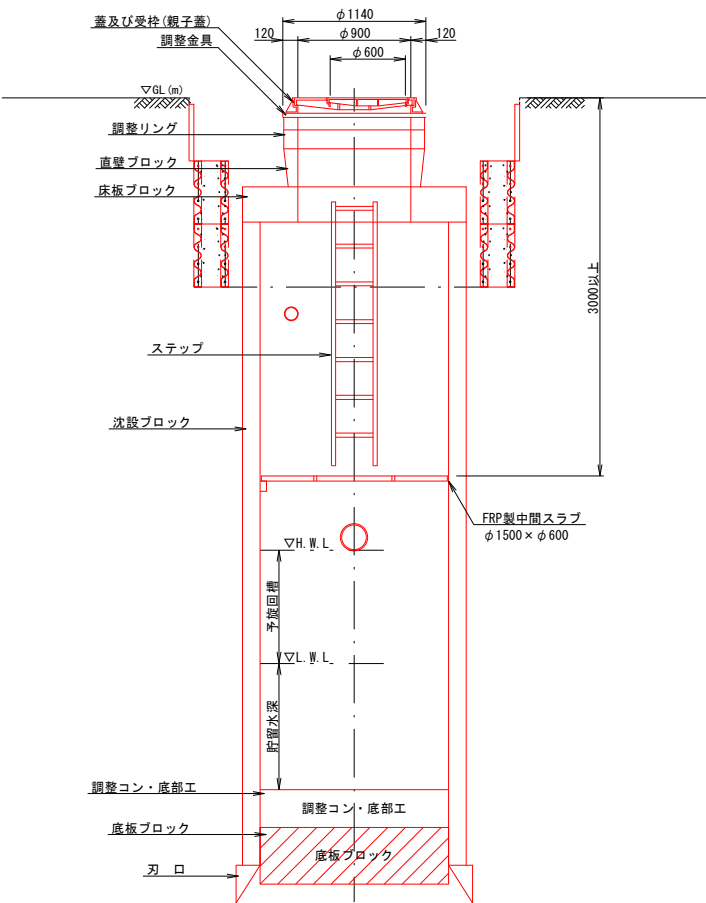 φ1140
蓋及び受枠(親子蓋)
120
φ900
120
調整金具
φ600
▽GL(m)
調整リング
直壁ブロック
床板ブロック
3000以上
ステップ
沈設ブロック
FRP製中間スラブ
φ1500×φ600
▽H.W.L
予旋回槽
▽L.W.L
貯留水深
調整コン・底部工
調整コン・底部工
底板ブロック
底板ブロック
刃 口